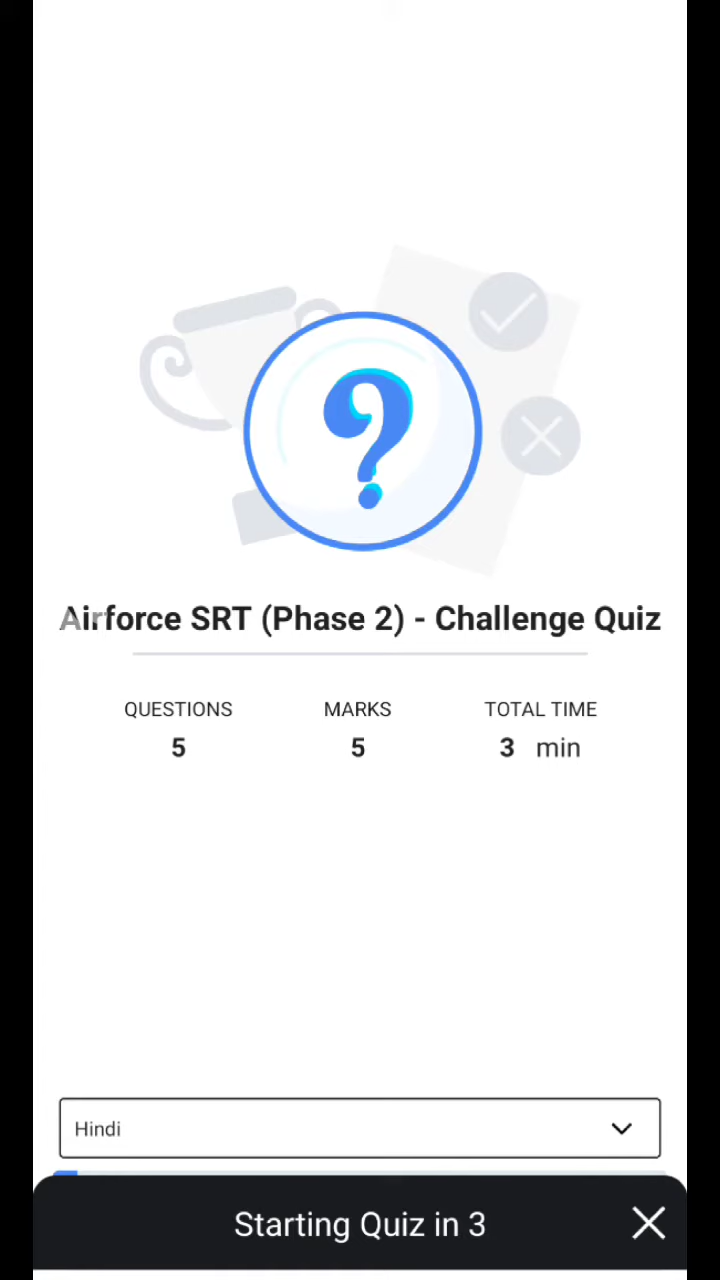 Airforce SRT (Phase 2) - Challenge Quiz
QUESTIONS MARKS TOTAL TIME
5 5 3 min
Hindi
Starting Quiz in 3